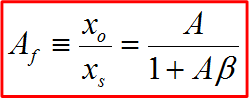 A_f ≡ x_o / x_s = A / (1 + Aβ)